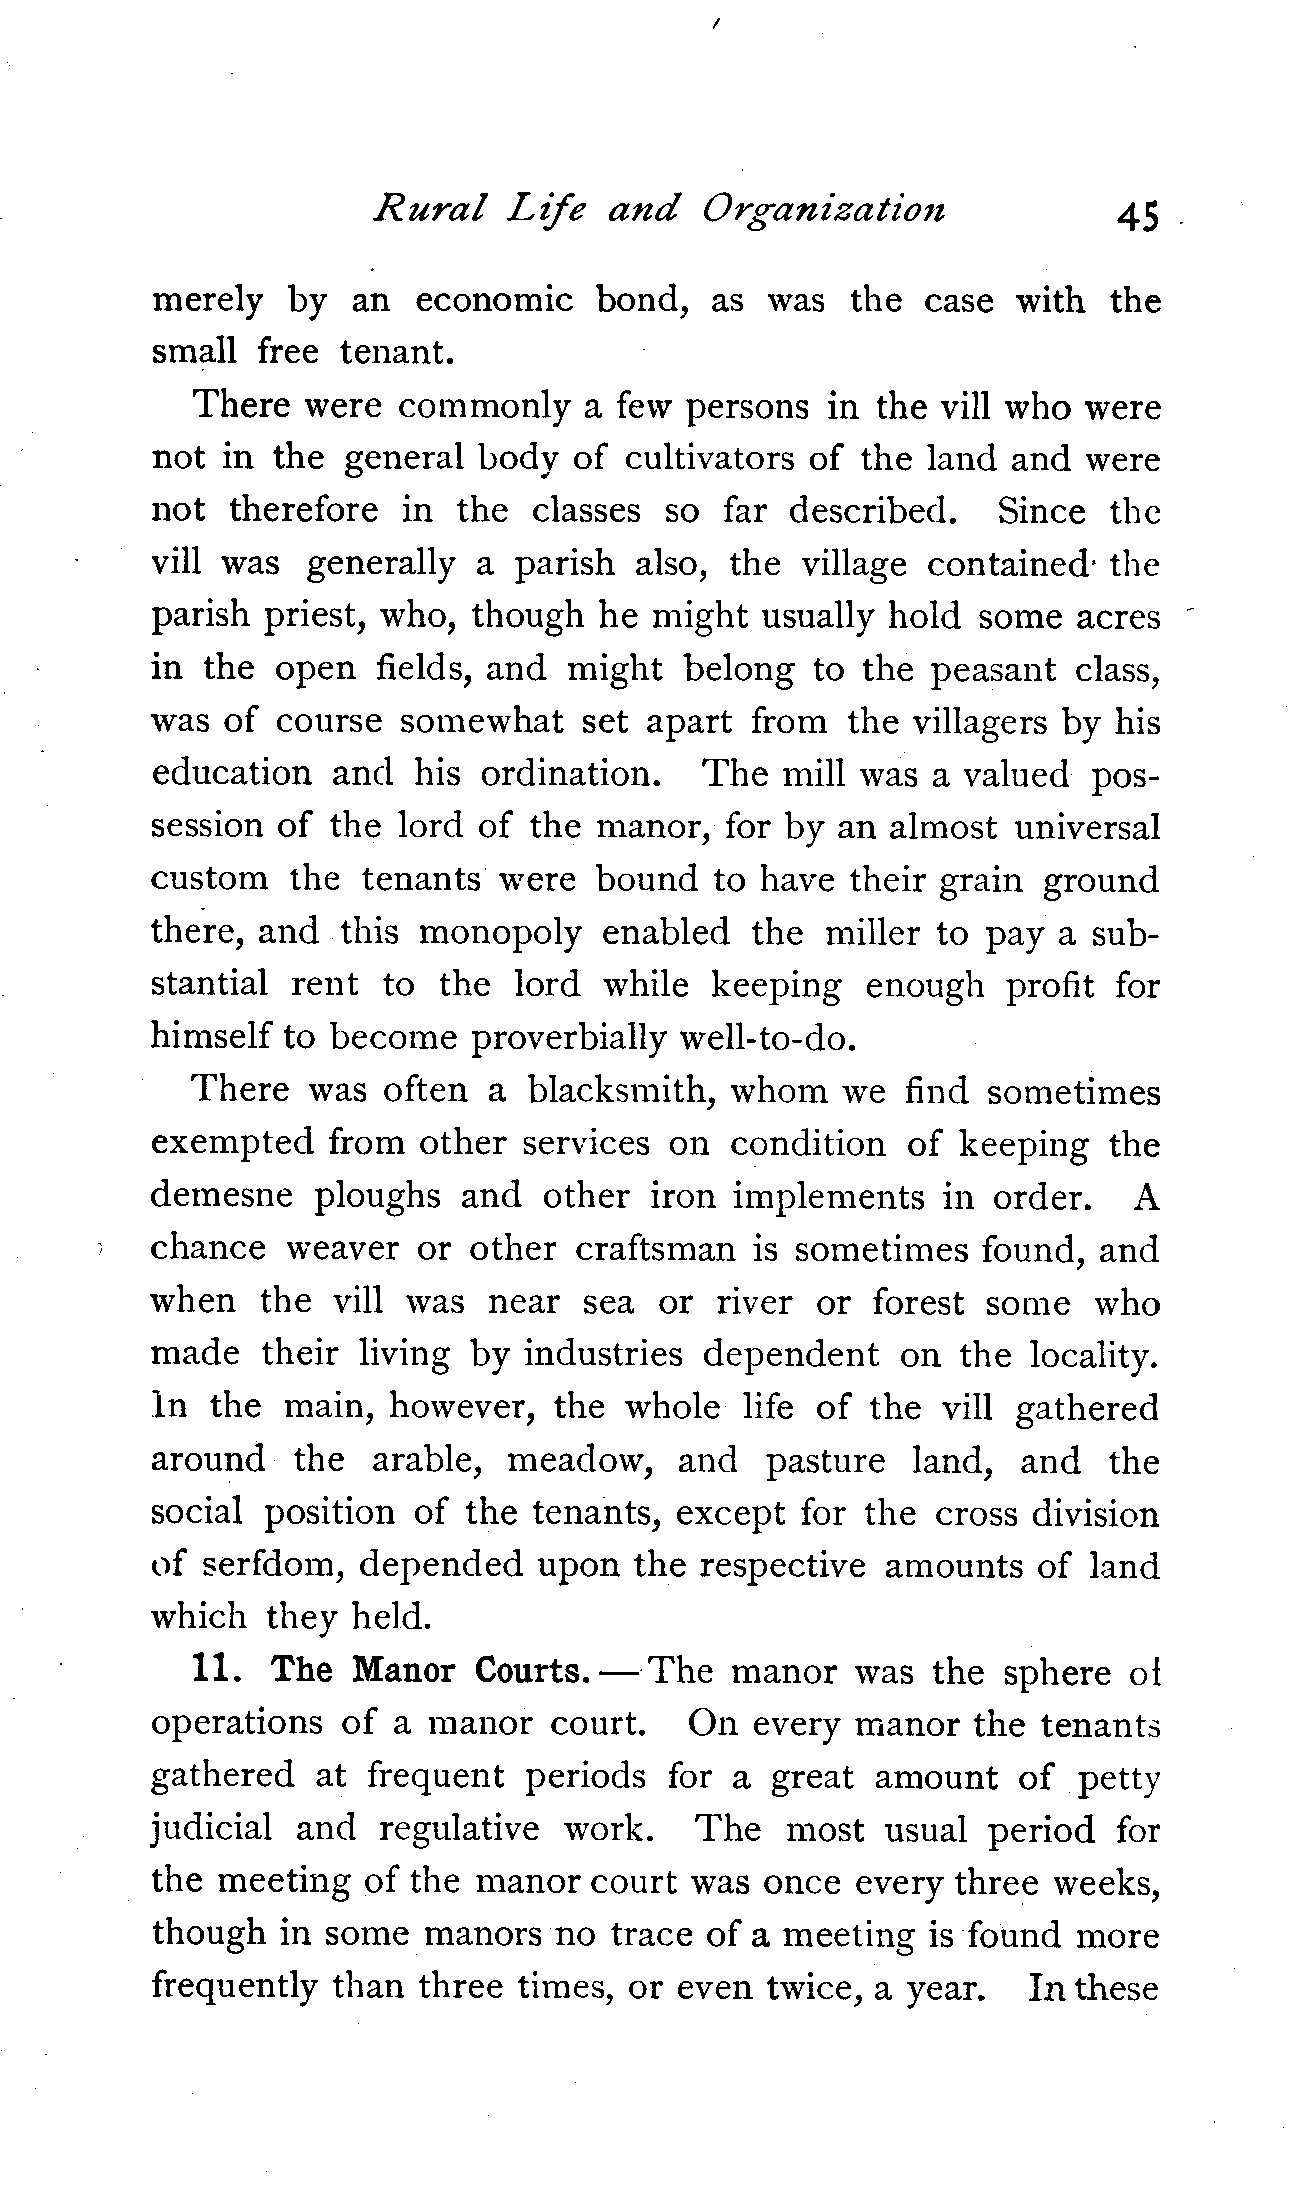 Rural Life and Organization 45
merely by an economic bond, as was the case with the
small free tenant.
There were commonly a few persons in the vill who were
not in the general body of cultivators of the land and were
not therefore in the classes so far described. Since the
vill was generally a parish also, the village contained the
parish priest, who, though he might usually hold some acres
in the open fields, and might belong to the peasant class,
was of course somewhat set apart from the villagers by his
education and his ordination. The mill was a valued pos-
session of the lord of the manor, for by an almost universal
custom the tenants were bound to have their grain ground
there, and this monopoly enabled the miller to pay a sub-
stantial rent to the lord while keeping enough profit for
himself to become proverbially well-to-do.
There was often a blacksmith, whom we find sometimes
exempted from other services on condition of keeping the
demesne ploughs and other iron implements in order. A
chance weaver or other craftsman is sometimes found, and
when the vill was near sea or river or forest some who
made their living by industries dependent on the locality.
In the main, however, the whole life of the vill gathered
around the arable, meadow, and pasture land, and the
social position of the tenants, except for the cross division
of serfdom, depended upon the respective amounts of land
which they held.
11. The Manor Courts. — The manor was the sphere of
operations of a manor court. On every manor the tenants
gathered at frequent periods for a great amount of petty
judicial and regulative work. The most usual period for
the meeting of the manor court was once every three weeks,
though in some manors no trace of a meeting is found more
frequently than three times, or even twice, a year. In these